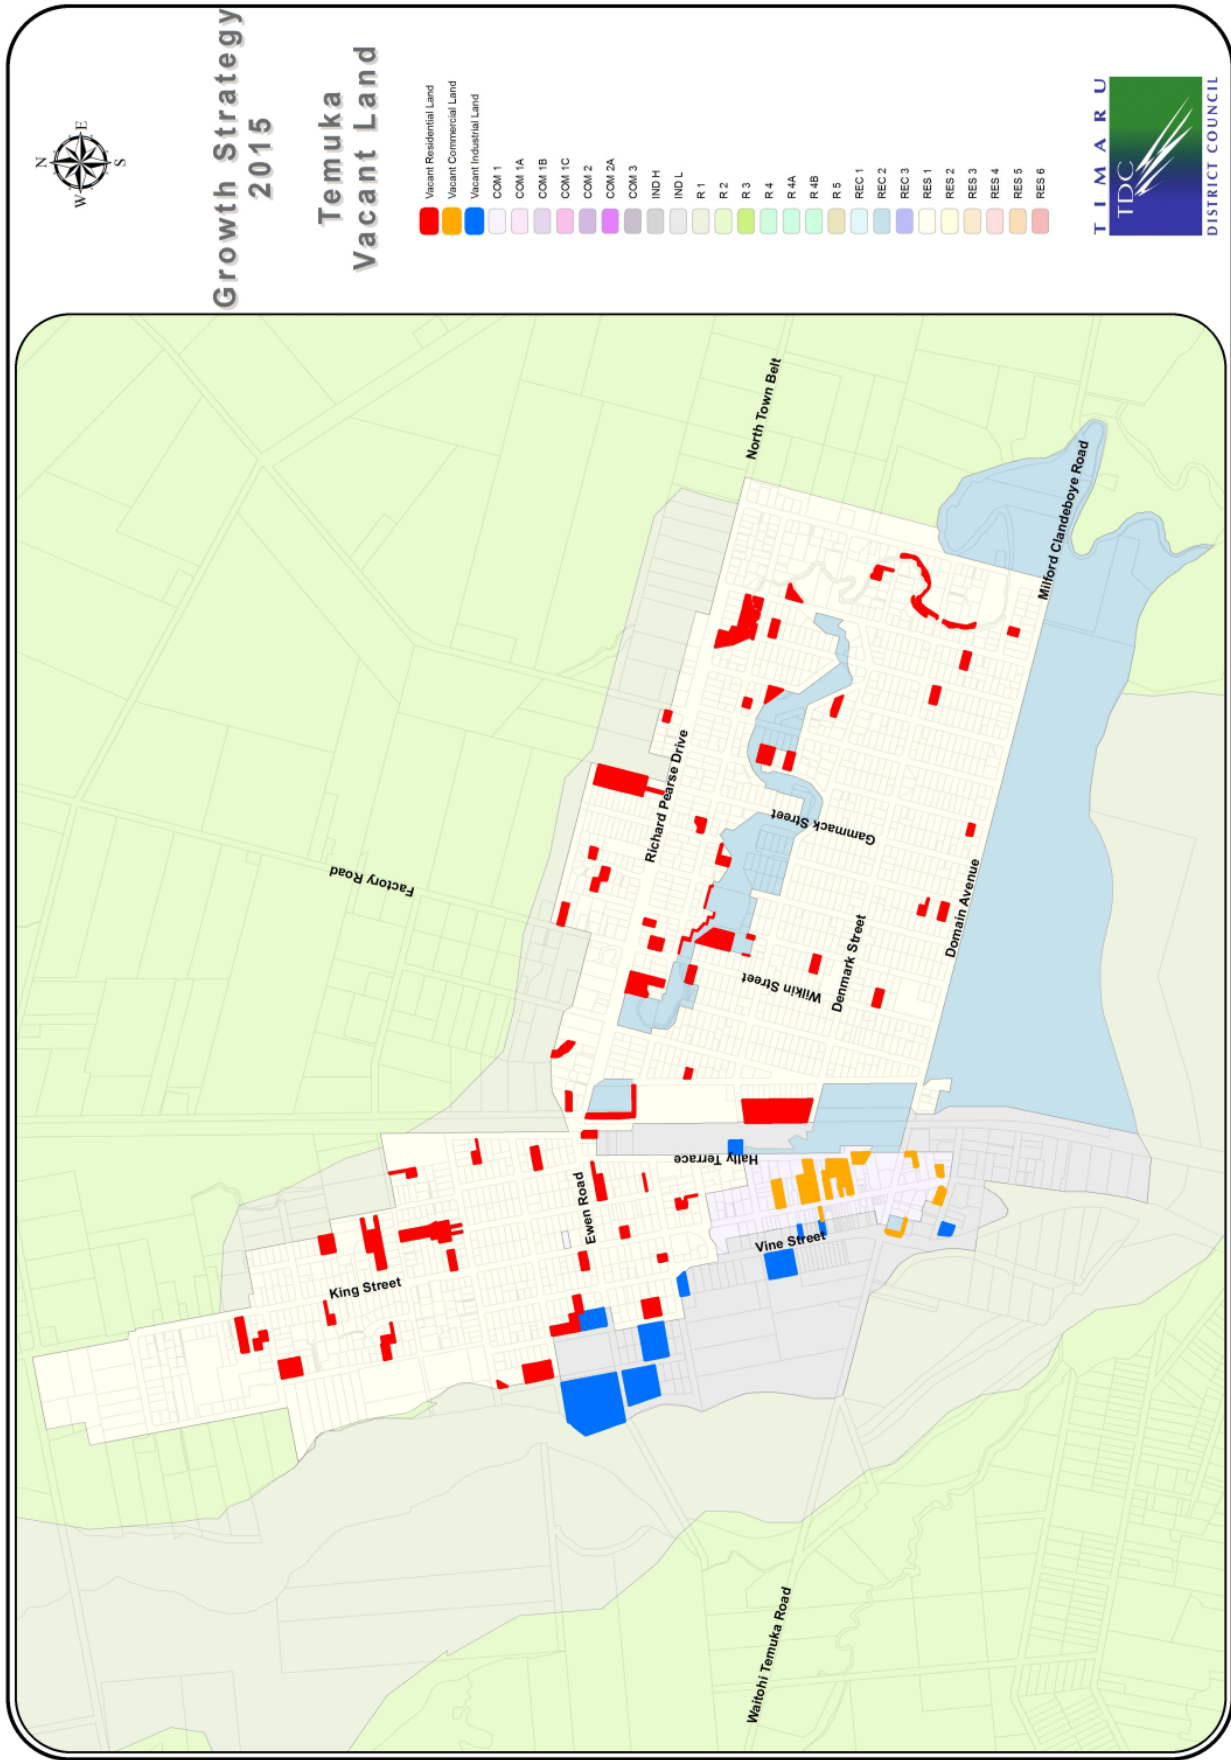 N
W E
S
Growth Strategy
2015
Temuka
Vacant Land
Vacant Residential Land
Vacant Commercial Land
Vacant Industrial Land
COM 1
COM 1A
COM 1B
COM 1C
COM 2
COM 2A
COM 3
IND H
IND L
R 1
R 2
R 3
R 4
R 4A
R 4B
R 5
REC 1
REC 2
REC 3
RES 1
RES 2
RES 3
RES 4
RES 5
RES 6
TIMARU
TDC
DISTRICT COUNCIL
North Town Belt
Milford Clandeboye Road
Richard Pearse Drive
Gammack Street
Factory Road
Domain Avenue
Denmark Street
Wilkin Street
Hally Terrace
Ewen Road
Vine Street
King Street
Waitohi Temuka Road